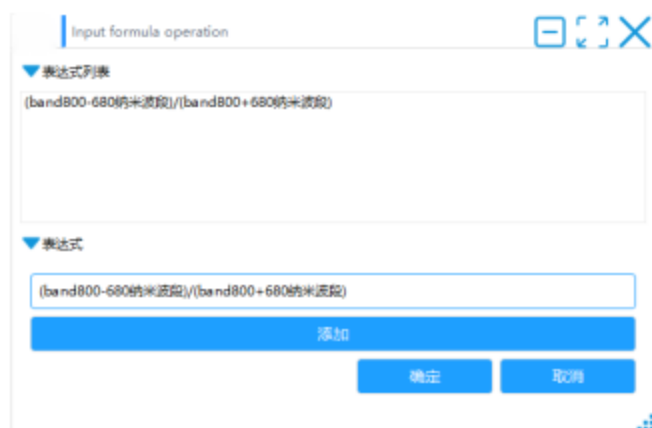 Input formula operation
表达式列表
(band800-680纳米波段)/(band800+680纳米波段)
表达式
(band800-680纳米波段)/(band800+680纳米波段)
添加
确定
取消